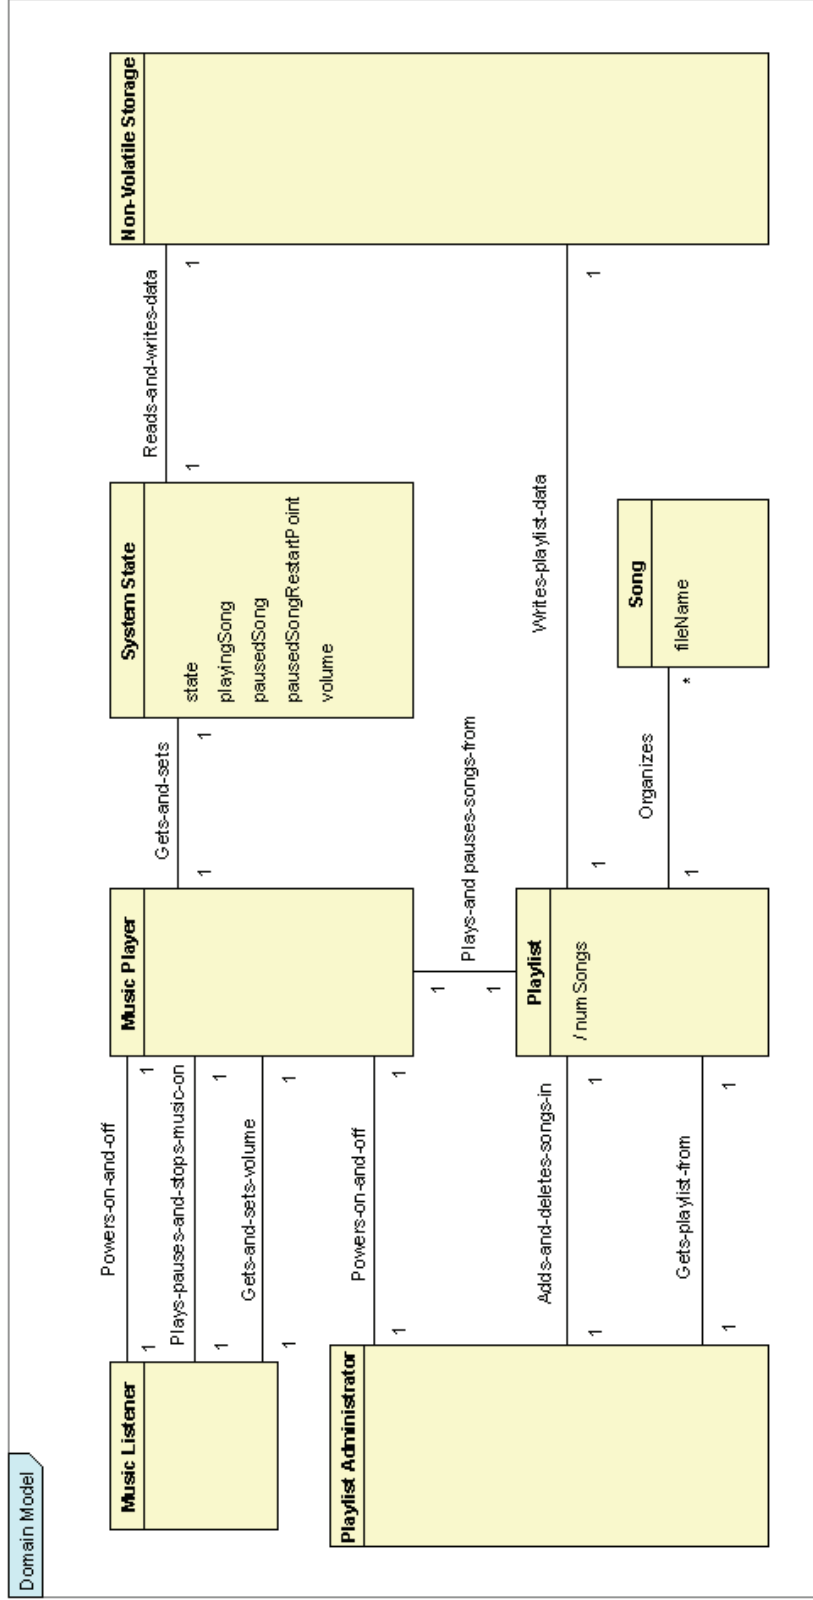 Domain Model
Music Listener
Powers-on-and-off
1
1
Plays-pauses-and-stops-music-on
1
1
Gets-and-sets-volume
1
1
Music Player
Gets-and-sets
1
1
System State
state
playingSong
pausedSong
pausedSongRestartPoint
volume
Reads-and-writes-data
1
1
Non-Volatile Storage
Playlist Administrator
Powers-on-and-off
1
1
Plays-and pauses-songs-from
1
1
Adds-and-deletes-songs-in
1
1
Gets-playlist-from
1
1
Playlist
/ numSongs
Writes-playlist-data
1
1
Organizes
1
*
Song
fileName